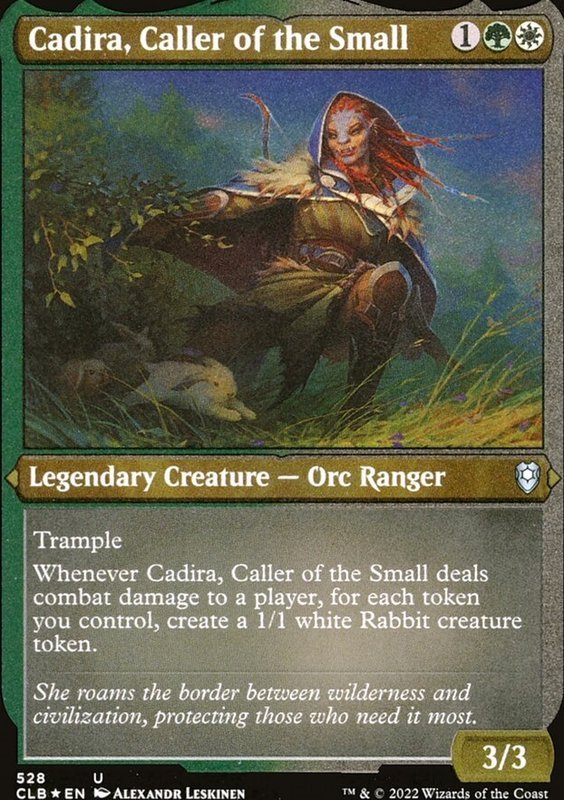 Cadira, Caller of the Small 1
Legendary Creature — Orc Ranger
Trample
Whenever Cadira, Caller of the Small deals
combat damage to a player, for each token
you control, create a 1/1 white Rabbit creature
token.
She roams the border between wilderness and
civilization, protecting those who need it most.
3/3
528 U
CLB ★ EN ALEXANDR LESKINEN ™ & © 2022 Wizards of the Coast